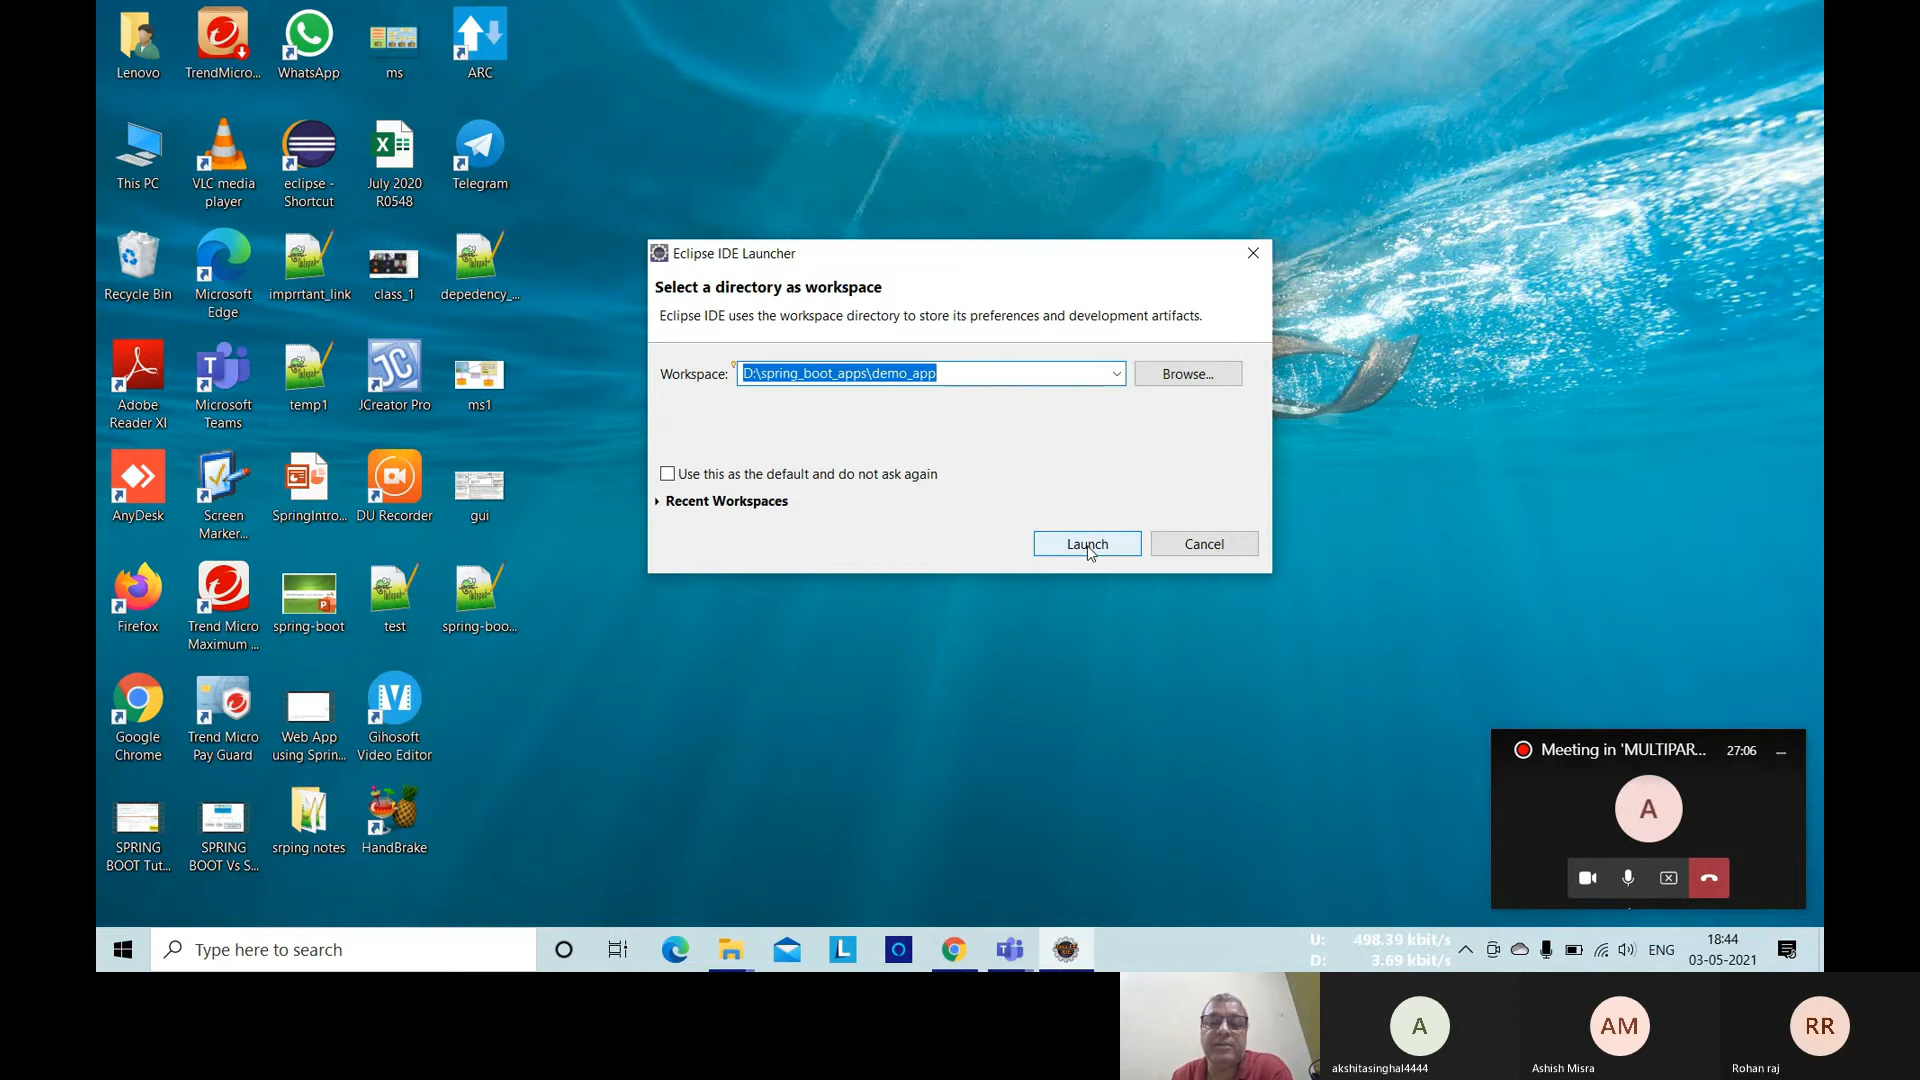 Lenovo
TrendMicro...
WhatsApp
ms
ARC
This PC
VLC media
player
eclipse -
Shortcut
July 2020
R0548
Telegram
Recycle Bin
Microsoft
Edge
imprrtant_link
class_1
depedency_...
Adobe
Reader XI
Microsoft
Teams
temp1
JCreator Pro
ms1
AnyDesk
Screen
Marker...
SpringIntro...
DU Recorder
gui
Firefox
Trend Micro
Maximum ...
spring-boot
test
spring-boo...
Google
Chrome
Trend Micro
Pay Guard
Web App
using Sprin...
Gihosoft
Video Editor
SPRING
BOOT Tut...
SPRING
BOOT Vs S...
srping notes
HandBrake
Eclipse IDE Launcher
Select a directory as workspace
Eclipse IDE uses the workspace directory to store its preferences and development artifacts.
Workspace: D:\spring_boot_apps\demo_app Browse...
Use this as the default and do not ask again
Recent Workspaces
Launch Cancel
Meeting in 'MULTIPAR... 27:06
A
Type here to search
U: 498.39 kbit/s
D: 3.69 kbit/s
ENG
18:44
03-05-2021
A
akshitasinghal4444
AM
Ashish Misra
RR
Rohan raj